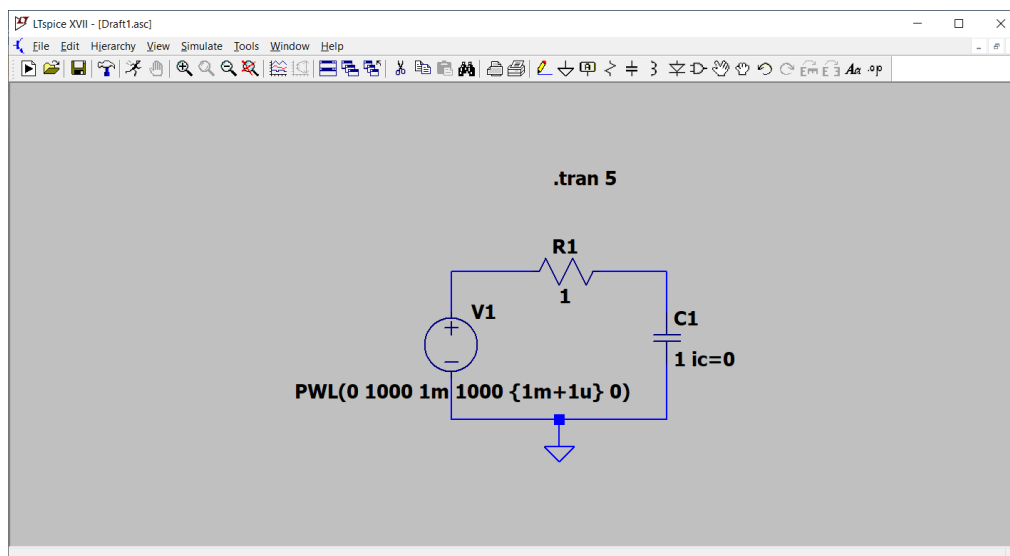 LTspice XVII - [Draft1.asc]
File Edit Hierarchy View Simulate Tools Window Help
Aa .op
.tran 5
R1
1
V1
C1
1 ic=0
PWL(0 1000 1m 1000 {1m+1u} 0)